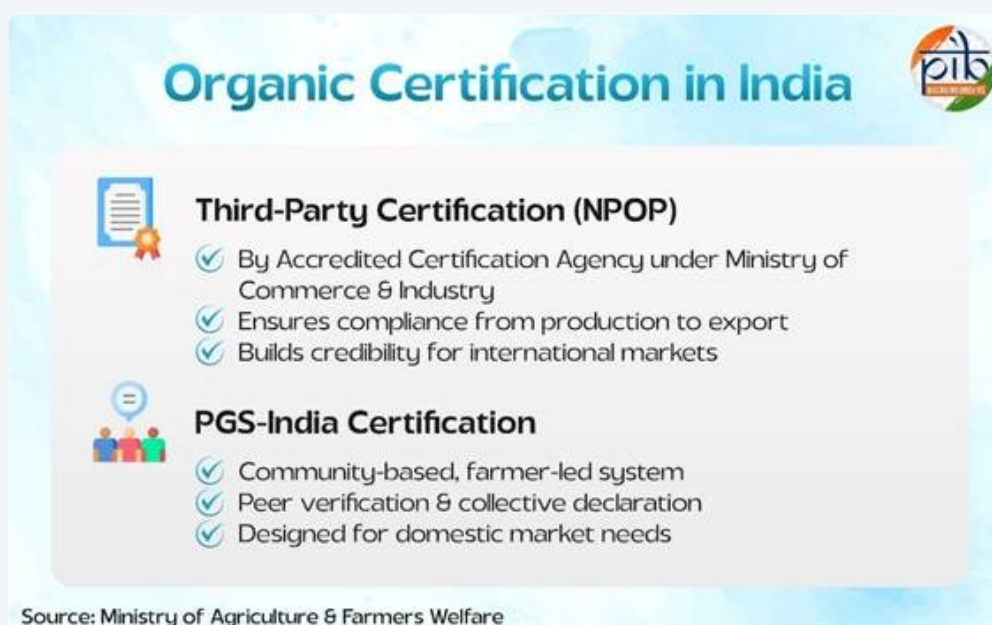 Organic Certification in India
pib
Third-Party Certification (NPOP)
By Accredited Certification Agency under Ministry of
Commerce & Industry
Ensures compliance from production to export
Builds credibility for international markets
PGS-India Certification
Community-based, farmer-led system
Peer verification & collective declaration
Designed for domestic market needs
Source: Ministry of Agriculture & Farmers Welfare